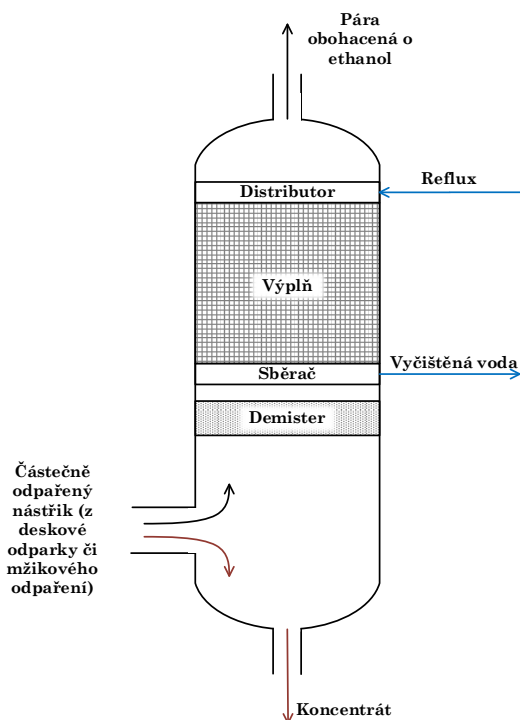 Pára
obohacená o
ethanol
Distributor
Reflux
Výplň
Vyčištěná voda
Sběrač
Demister
Částečně
odpařený
nástřik (z
deskové
odparky či
mžikového
odpaření)
Koncentrát